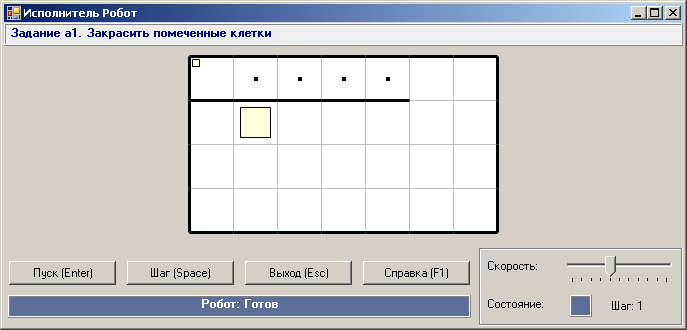 Исполнитель Робот
Задание a1. Закрасить помеченные клетки
Пуск (Enter)
Шаг (Space)
Выход (Esc)
Справка (F1)
Скорость:
Робот: Готов
Состояние:
Шаг: 1